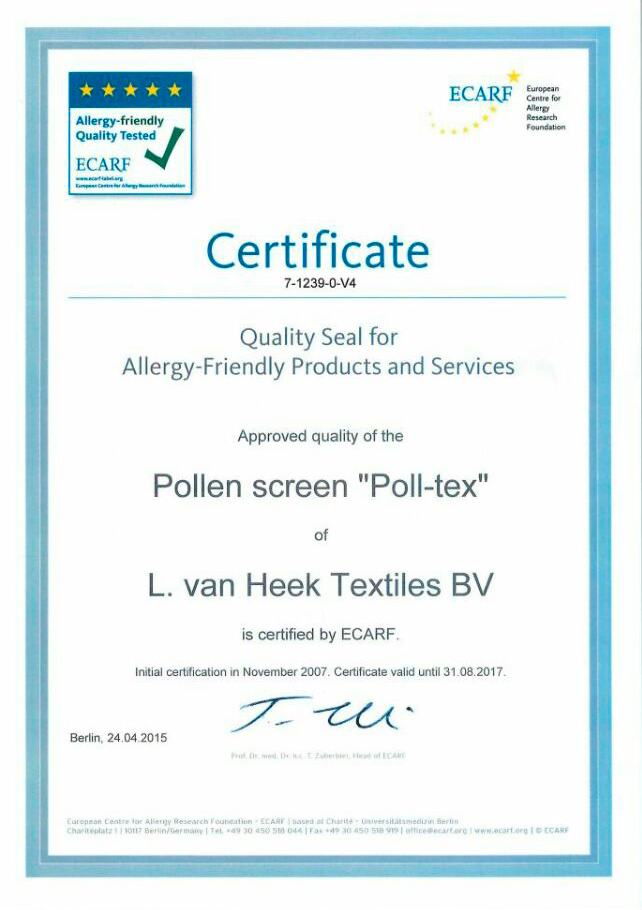 Allergy-friendly
Quality Tested
ECARF
www.ecarf-label.org
European Centre for Allergy Research Foundation
ECARF
European
Centre for
Allergy
Research
Foundation
Certificate
7-1239-0-V4
Quality Seal for
Allergy-Friendly Products and Services
Approved quality of the
Pollen screen "Poll-tex"
of
L. van Heek Textiles BV
is certified by ECARF.
Initial certification in November 2007. Certificate valid until 31.08.2017.
Berlin, 24.04.2015
Prof. Dr. med. Dr. h.c. T. Zuberbier, Head of ECARF
European Centre for Allergy Research Foundation - ECARF | based at Charité - Universitätsmedizin Berlin
Charitéplatz 1 | 10117 Berlin/Germany | Tel. +49 30 450 518 044 | Fax +49 30 450 518 919 | office@ecarf.org | www.ecarf.org | © ECARF